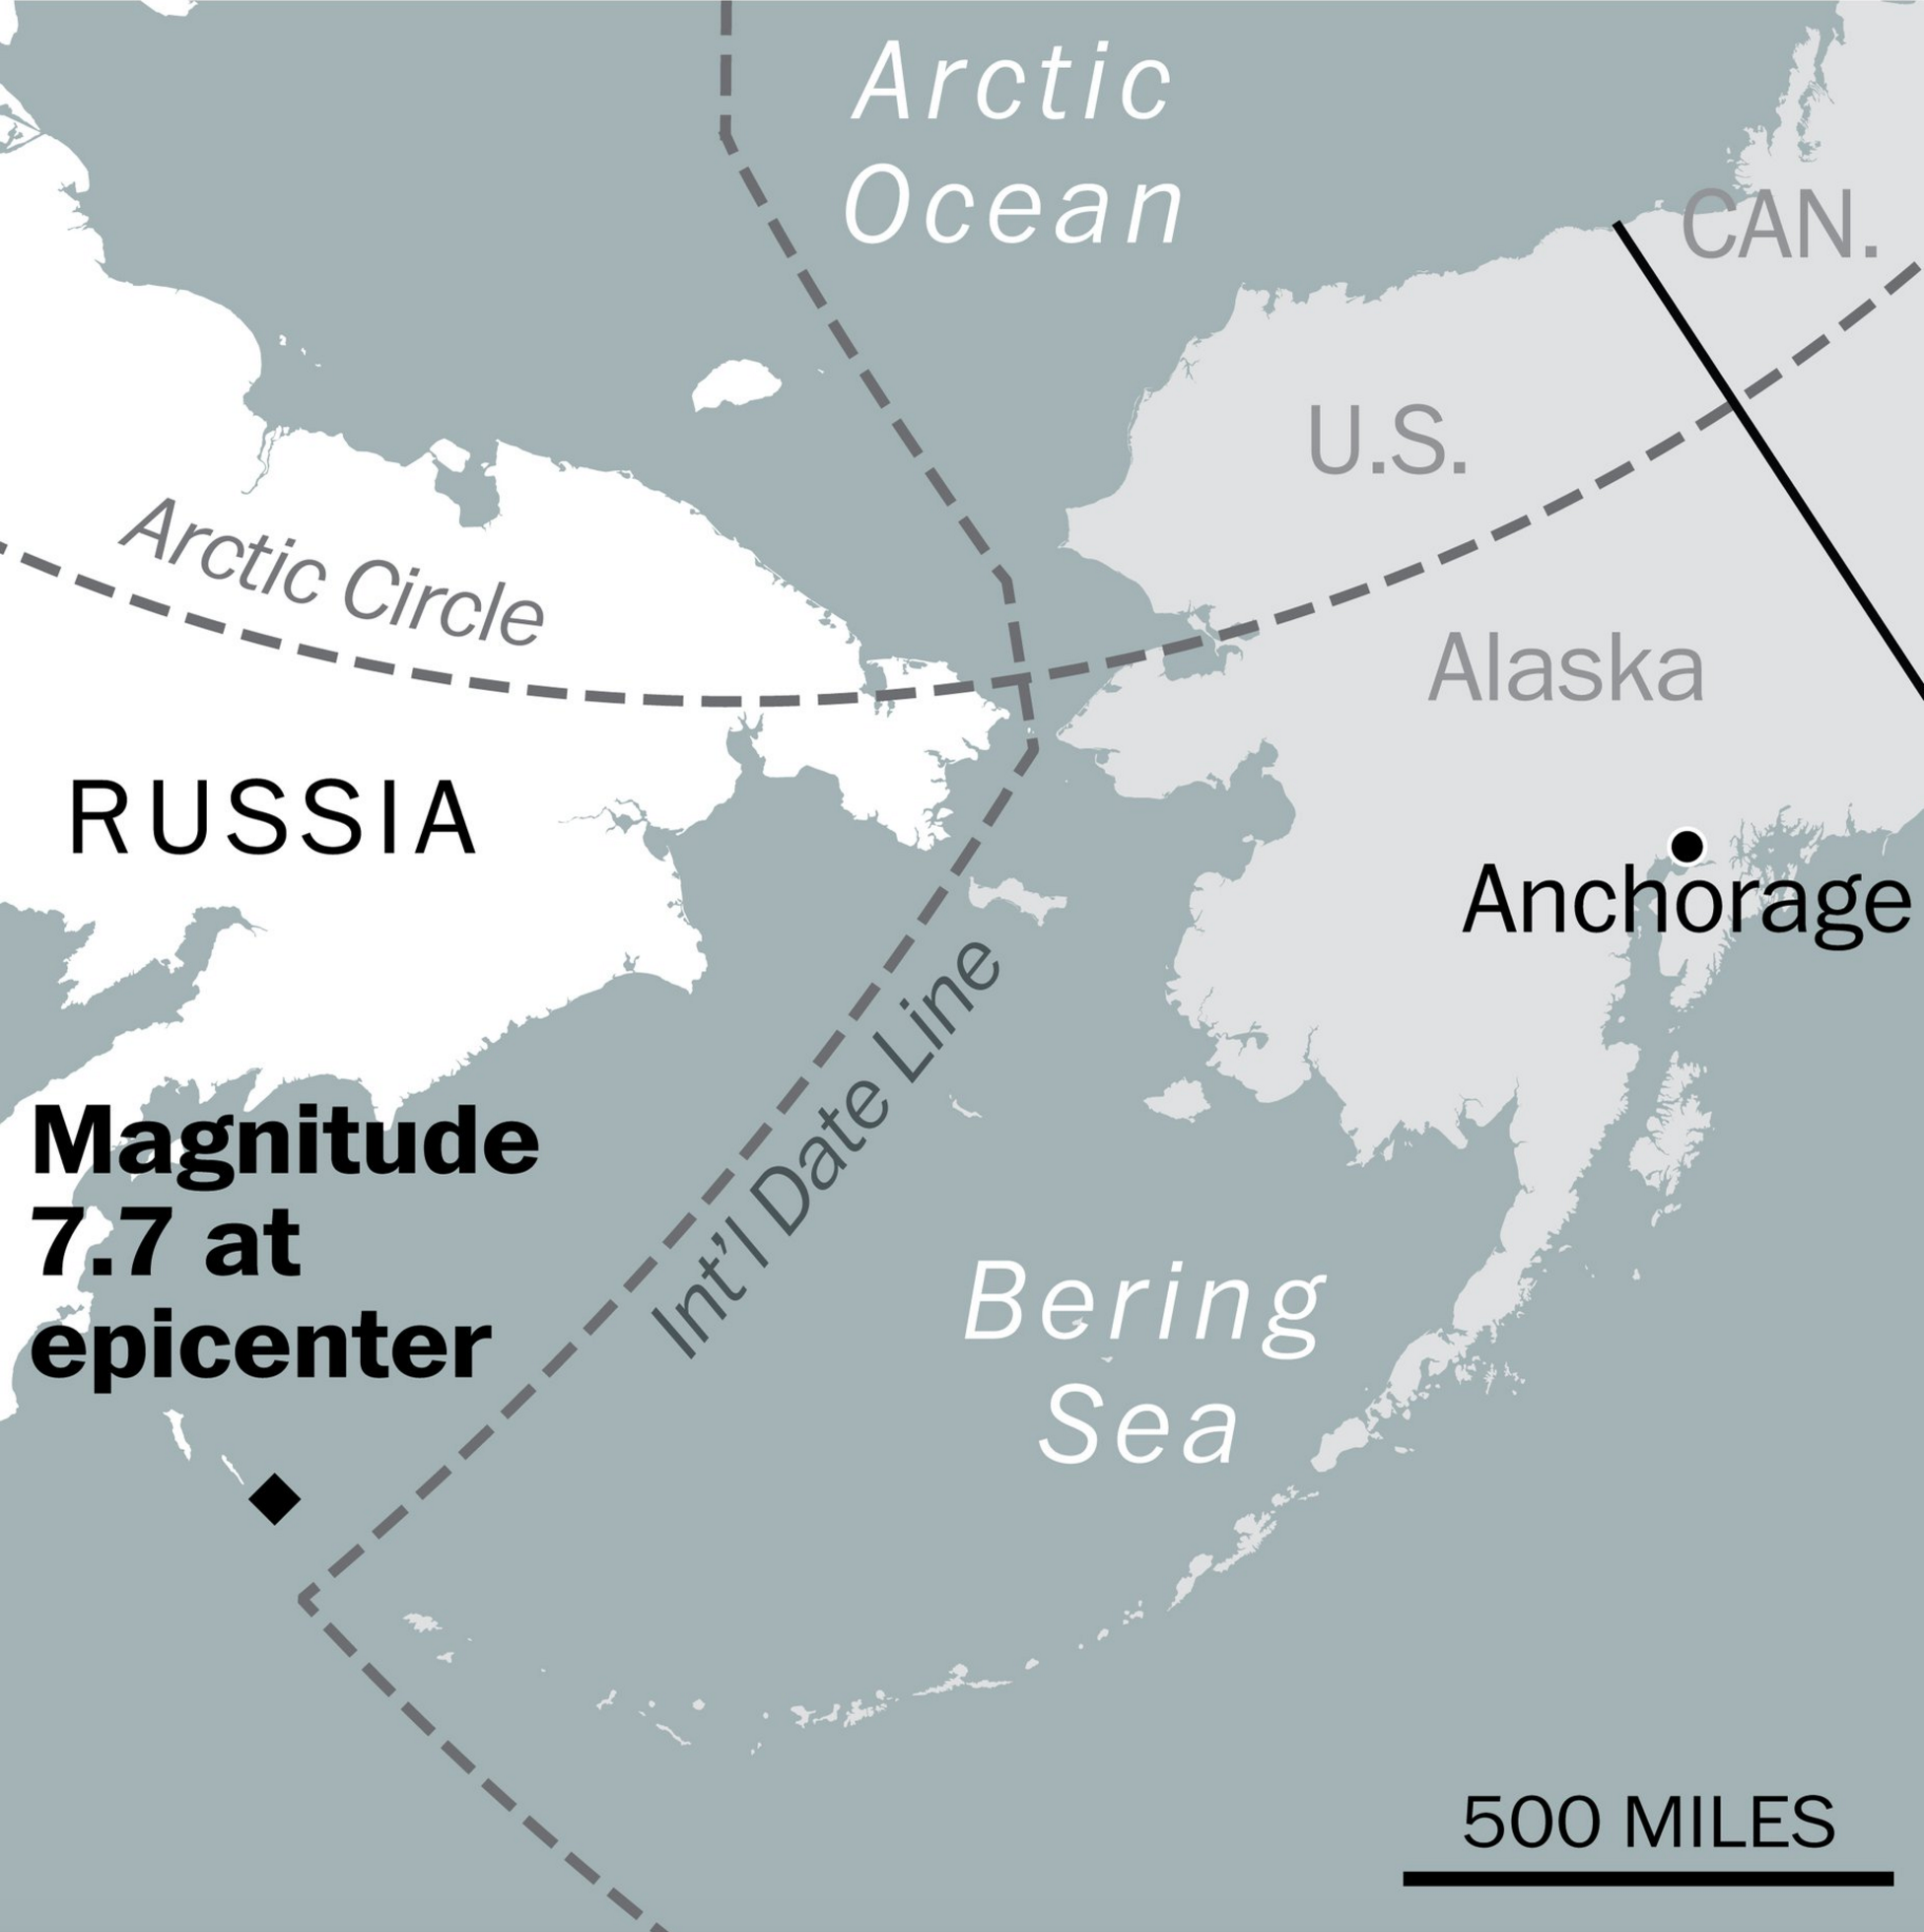 Arctic
Ocean
CAN.
U.S.
Arctic Circle
Alaska
RUSSIA
Anchorage
Int'l Date Line
Magnitude
7.7 at
epicenter
Bering
Sea
500 MILES